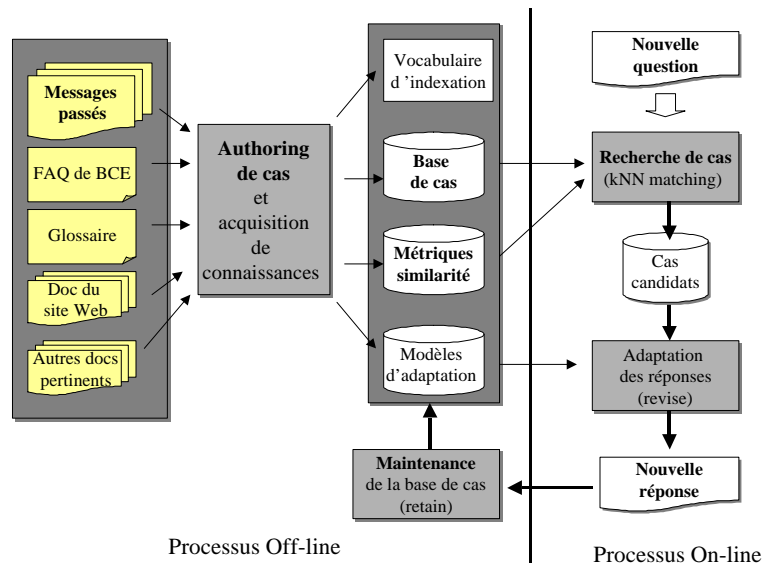 Messages
passés
FAQ de BCE
Glossaire
Doc du
site Web
Autres docs
pertinents
Authoring
de cas
et
acquisition
de
connaissances
Vocabulaire
d 'indexation
Base
de cas
Métriques
similarité
Modèles
d'adaptation
Maintenance
de la base de cas
(retain)
Nouvelle
question
Recherche de cas
(kNN matching)
Cas
candidats
Adaptation
des réponses
(revise)
Nouvelle
réponse
Processus Off-line
Processus On-line